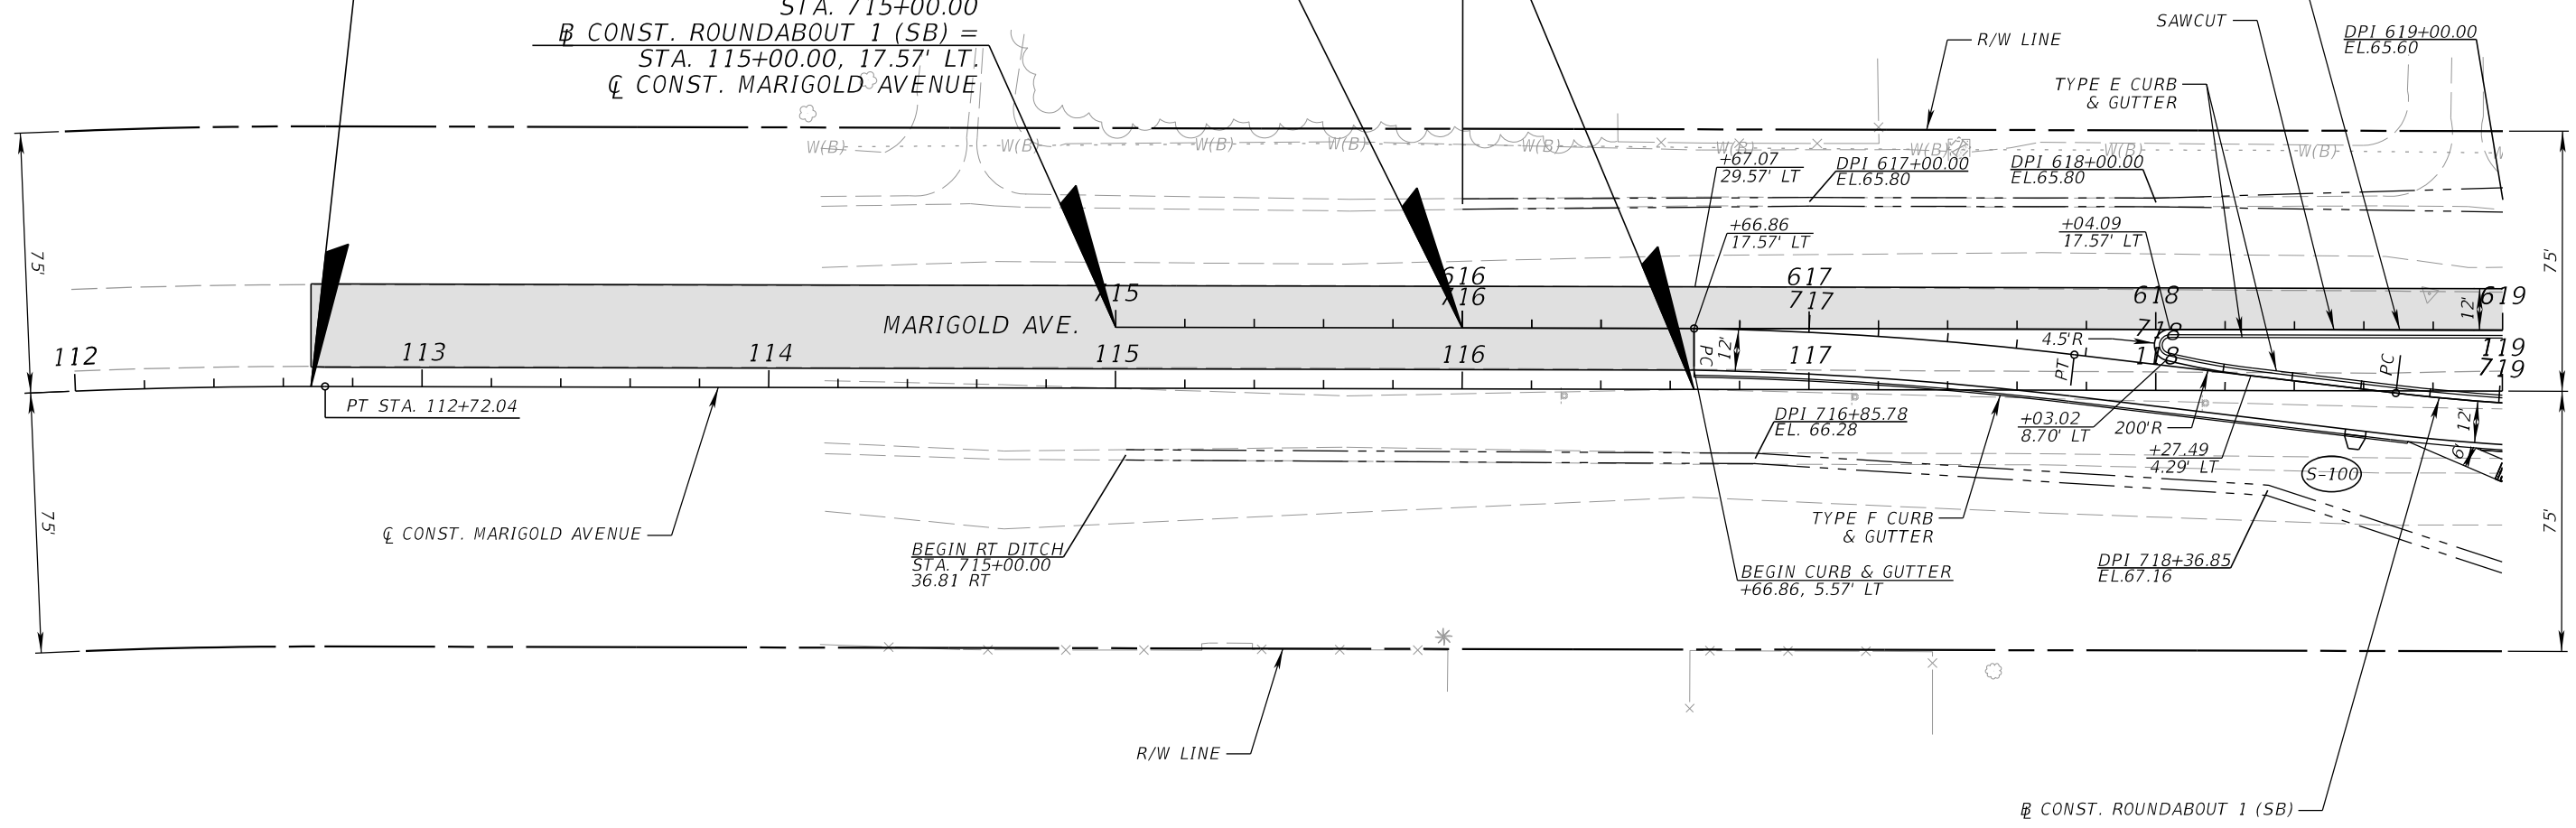 STA. 715+00.00
℄ CONST. ROUNDABOUT 1 (SB) =
STA. 115+00.00, 17.57' LT.
℄ CONST. MARIGOLD AVENUE
SAWCUT
DPI 619+00.00
EL.65.60
R/W LINE
TYPE E CURB
& GUTTER
W(B)
W(B)
W(B)
W(B)
W(B)
W(B)
W(B)
W(B)
W(B)
+67.07
29.57' LT
DPI 617+00.00
EL.65.80
DPI 618+00.00
EL.65.80
+66.86
17.57' LT
+04.09
17.57' LT
75'
75'
616
617
618
619
715
716
717
718
719
12'
MARIGOLD AVE.
112
113
114
115
116
117
118
119
PC
12'
4.5'R
PT
PC
PT STA. 112+72.04
DPI 716+85.78
EL. 66.28
+03.02
8.70' LT
200'R
12'
+27.49
4.29' LT
6'
S-100
75'
75'
℄ CONST. MARIGOLD AVENUE
TYPE F CURB
& GUTTER
BEGIN RT DITCH
STA. 715+00.00
36.81 RT
DPI 718+36.85
EL.67.16
BEGIN CURB & GUTTER
+66.86, 5.57' LT
R/W LINE
℄ CONST. ROUNDABOUT 1 (SB)